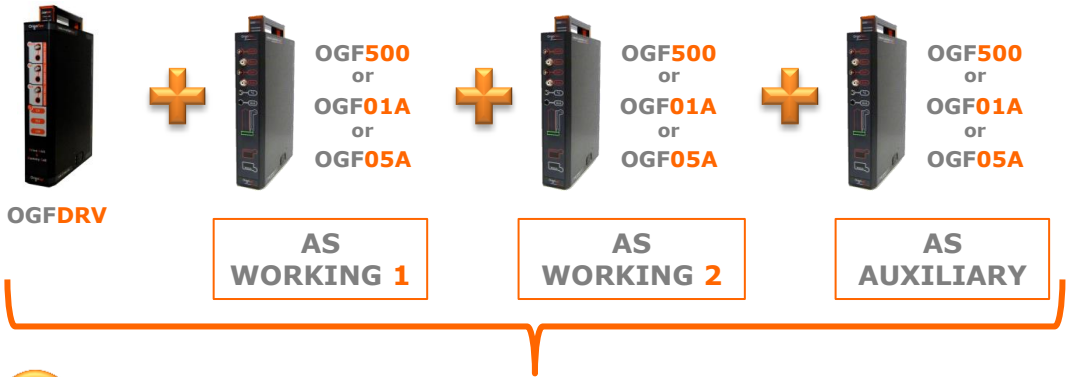 OGF500
or
OGF01A
or
OGF05A
OGF500
or
OGF01A
or
OGF05A
OGF500
or
OGF01A
or
OGF05A
OGFDRV
AS
WORKING 1
AS
WORKING 2
AS
AUXILIARY